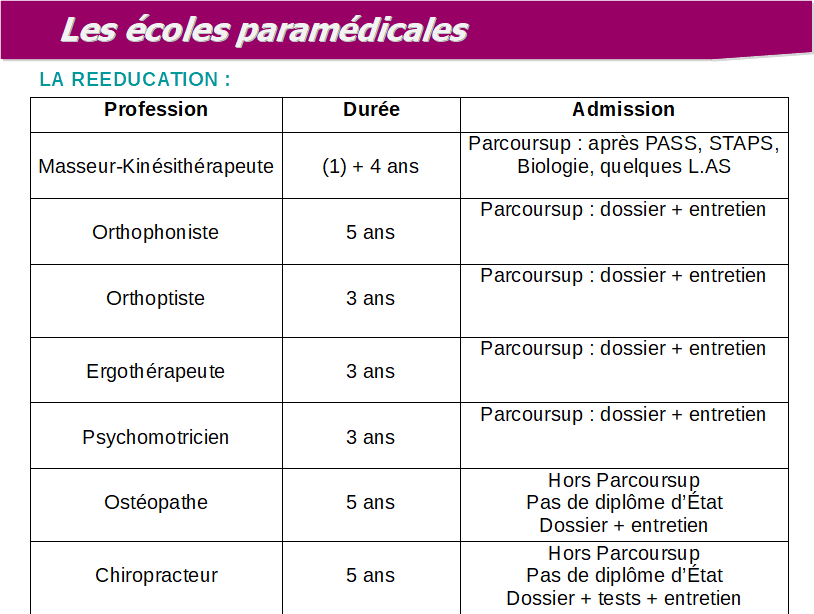 Les écoles paramédicales
LA REEDUCATION :
Profession Durée Admission
Masseur-Kinésithérapeute (1) + 4 ans Parcoursup : après PASS, STAPS,
Biologie, quelques L.AS
Orthophoniste 5 ans Parcoursup : dossier + entretien
Orthoptiste 3 ans Parcoursup : dossier + entretien
Ergothérapeute 3 ans Parcoursup : dossier + entretien
Psychomotricien 3 ans Parcoursup : dossier + entretien
Ostéopathe 5 ans Hors Parcoursup
Pas de diplôme d’État
Dossier + entretien
Chiropracteur 5 ans Hors Parcoursup
Pas de diplôme d’État
Dossier + tests + entretien